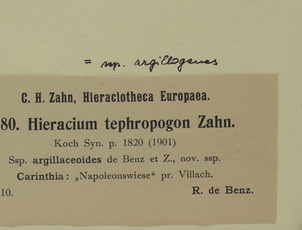 = ssp. argillogenes
C. H. Zahn, Hieraciotheca Europaea.
80. Hieracium tephropogon Zahn.
Koch Syn. p. 1820 (1901)
Ssp. argillaceoides de Benz et Z., nov. ssp.
Carinthia: „Napoleonswiese“ pr. Villach.
10. R. de Benz.